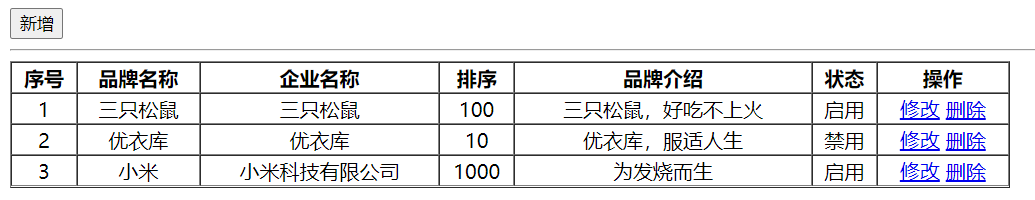 新增
序号 品牌名称 企业名称 排序 品牌介绍 状态 操作
1 三只松鼠 三只松鼠 100 三只松鼠，好吃不上火 启用 修改 删除
2 优衣库 优衣库 10 优衣库，服适人生 禁用 修改 删除
3 小米 小米科技有限公司 1000 为发烧而生 启用 修改 删除